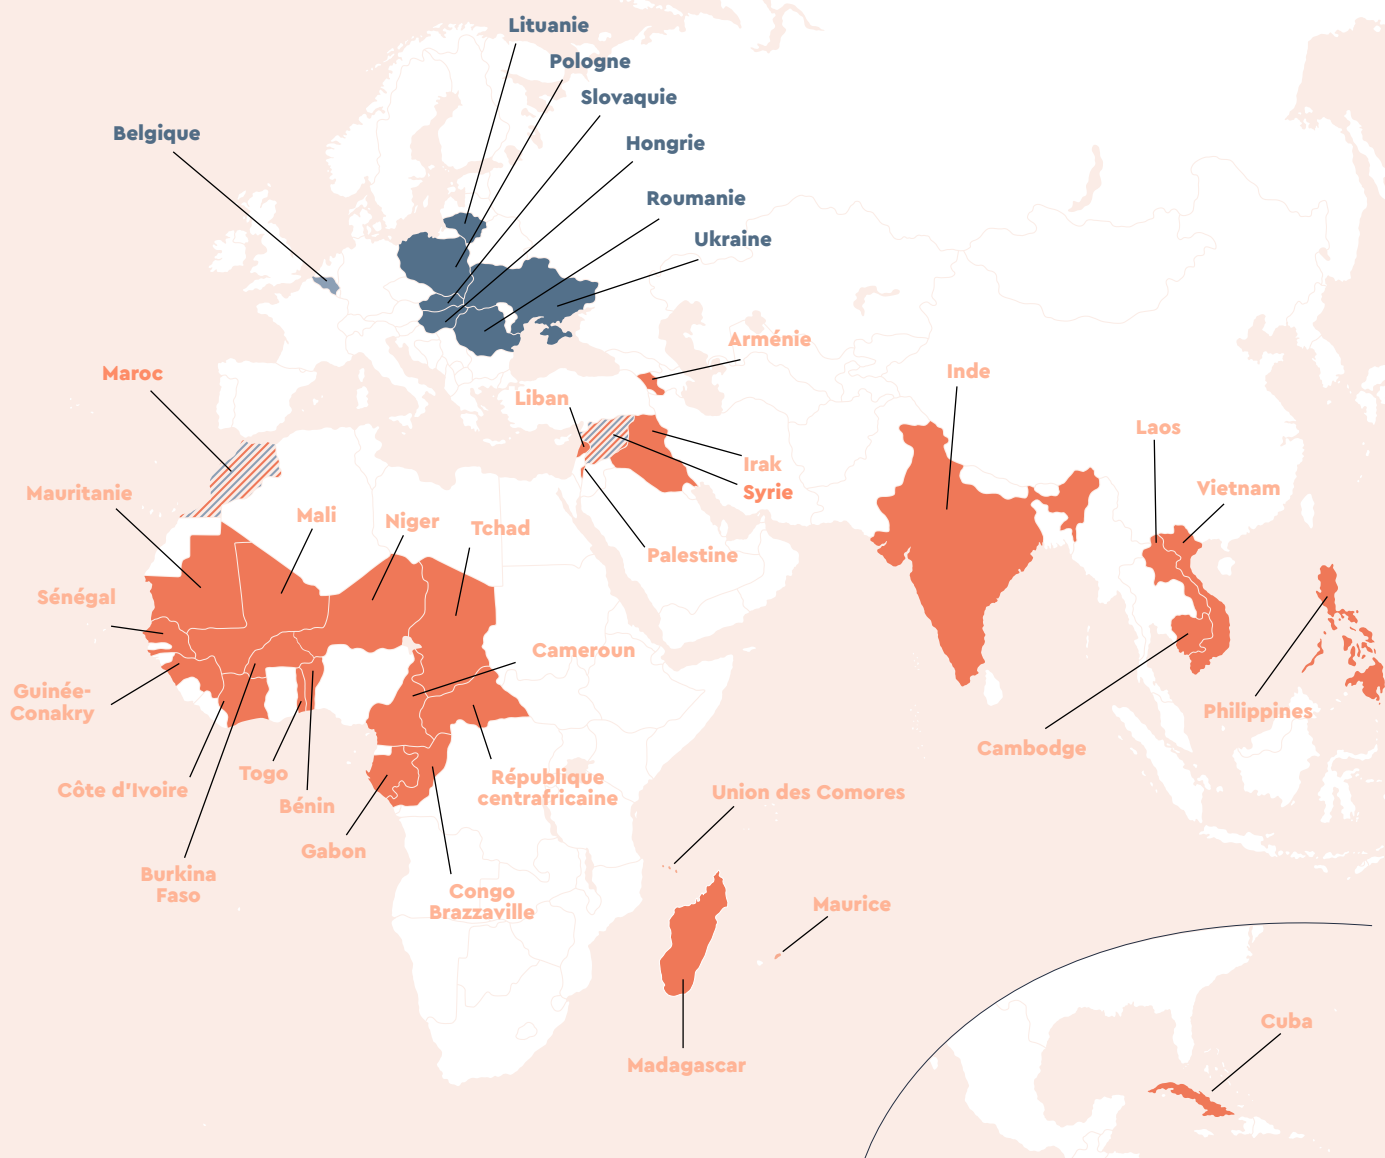 Lituanie
Pologne
Slovaquie
Belgique
Hongrie
Roumanie
Ukraine
Arménie
Maroc
Inde
Liban
Laos
Irak
Mauritanie
Syrie
Vietnam
Mali
Niger
Tchad
Palestine
Sénégal
Cameroun
Guinée-
Conakry
Philippines
Cambodge
Togo
République
centrafricaine
Côte d'Ivoire
Union des Comores
Bénin
Gabon
Burkina
Faso
Congo
Brazzaville
Maurice
Cuba
Madagascar